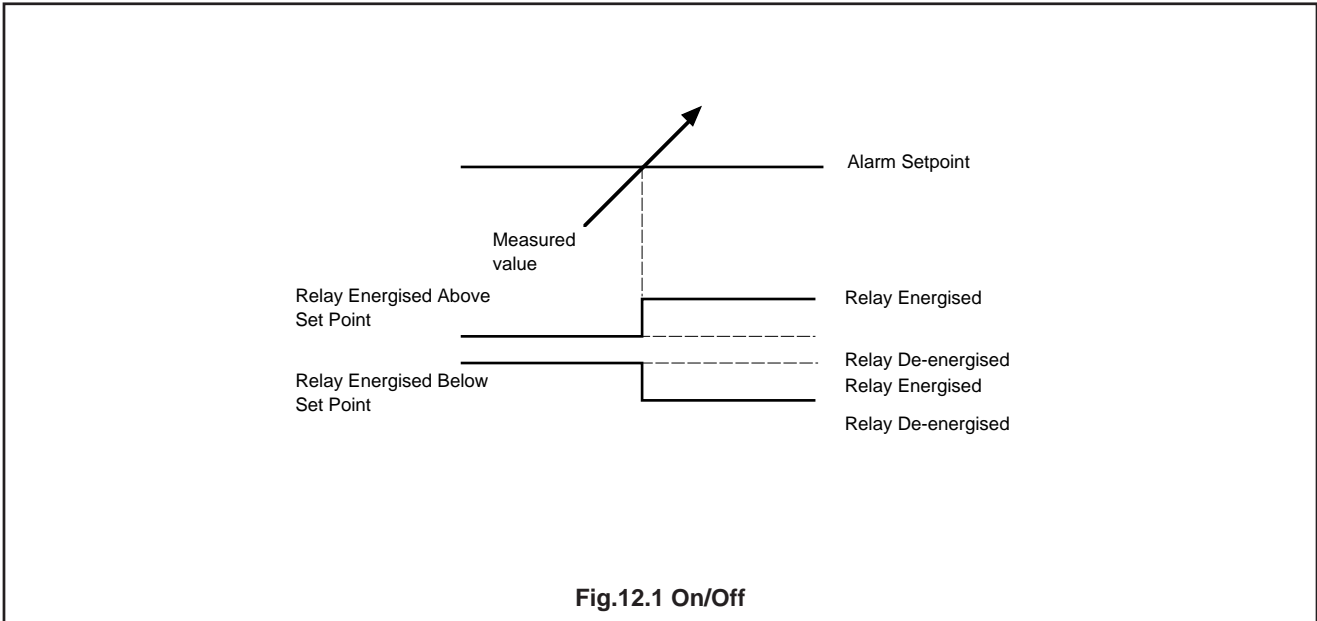 Alarm Setpoint
Measured
value
Relay Energised Above
Set Point
Relay Energised
Relay De-energised
Relay Energised Below
Set Point
Relay Energised
Relay De-energised
Fig.12.1 On/Off